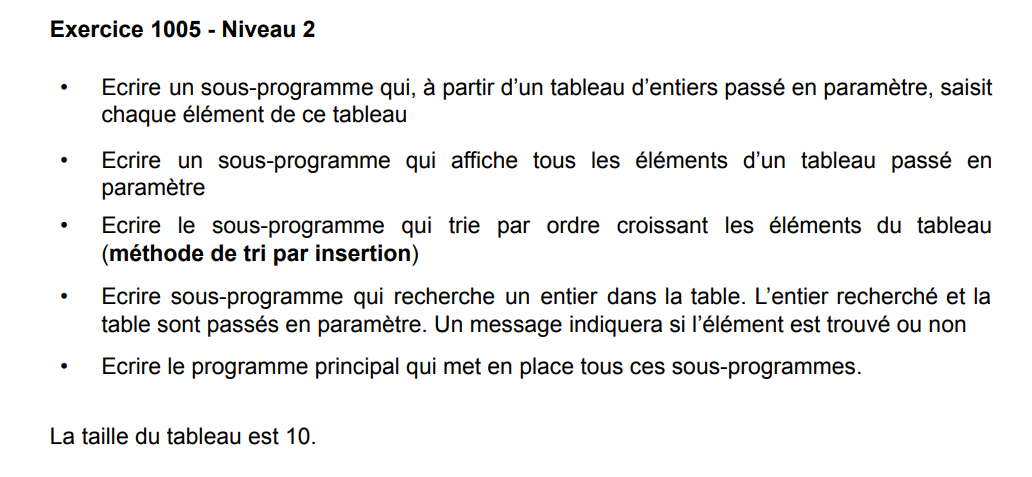 Exercice 1005 - Niveau 2
• Ecrire un sous-programme qui, à partir d’un tableau d’entiers passé en paramètre, saisit
chaque élément de ce tableau
• Ecrire un sous-programme qui affiche tous les éléments d’un tableau passé en
paramètre
• Ecrire le sous-programme qui trie par ordre croissant les éléments du tableau
(méthode de tri par insertion)
• Ecrire sous-programme qui recherche un entier dans la table. L’entier recherché et la
table sont passés en paramètre. Un message indiquera si l’élément est trouvé ou non
• Ecrire le programme principal qui met en place tous ces sous-programmes.
La taille du tableau est 10.